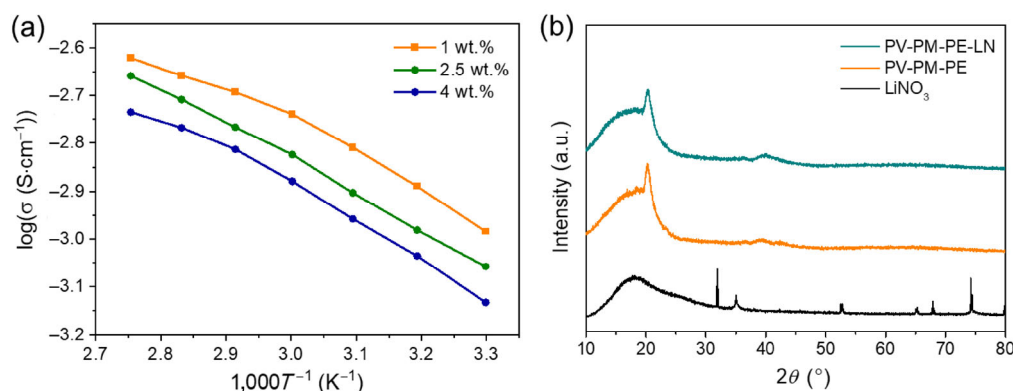 (a)
1 wt.%
2.5 wt.%
4 wt.%
log(σ (S·cm⁻¹))
–2.6
–2.7
–2.8
–2.9
–3.0
–3.1
–3.2
2.7 2.8 2.9 3.0 3.1 3.2 3.3
1,000T⁻¹ (K⁻¹)
(b)
PV-PM-PE-LN
PV-PM-PE
LiNO₃
Intensity (a.u.)
10 20 30 40 50 60 70 80
2θ (°)